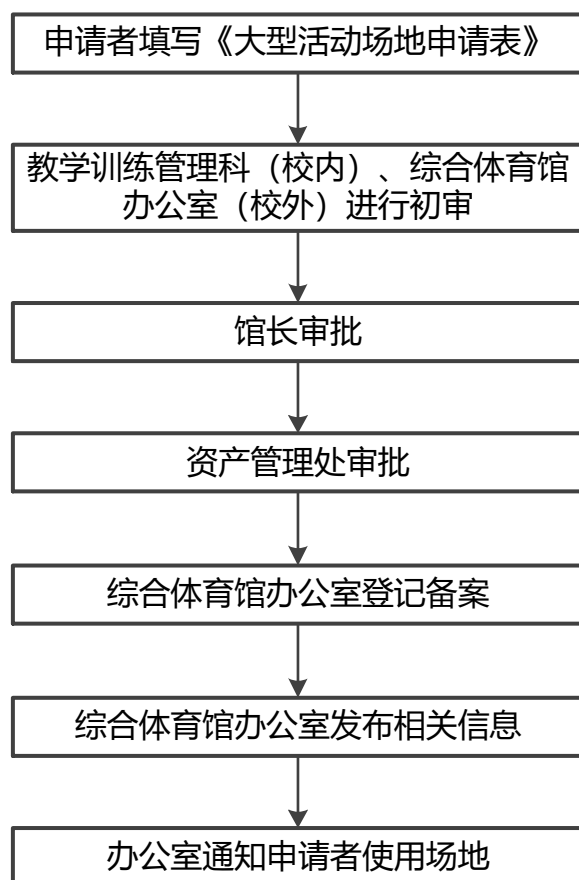 申请者填写《大型活动场地申请表》
教学训练管理科（校内）、综合体育馆
办公室（校外）进行初审
馆长审批
资产管理处审批
综合体育馆办公室登记备案
综合体育馆办公室发布相关信息
办公室通知申请者使用场地